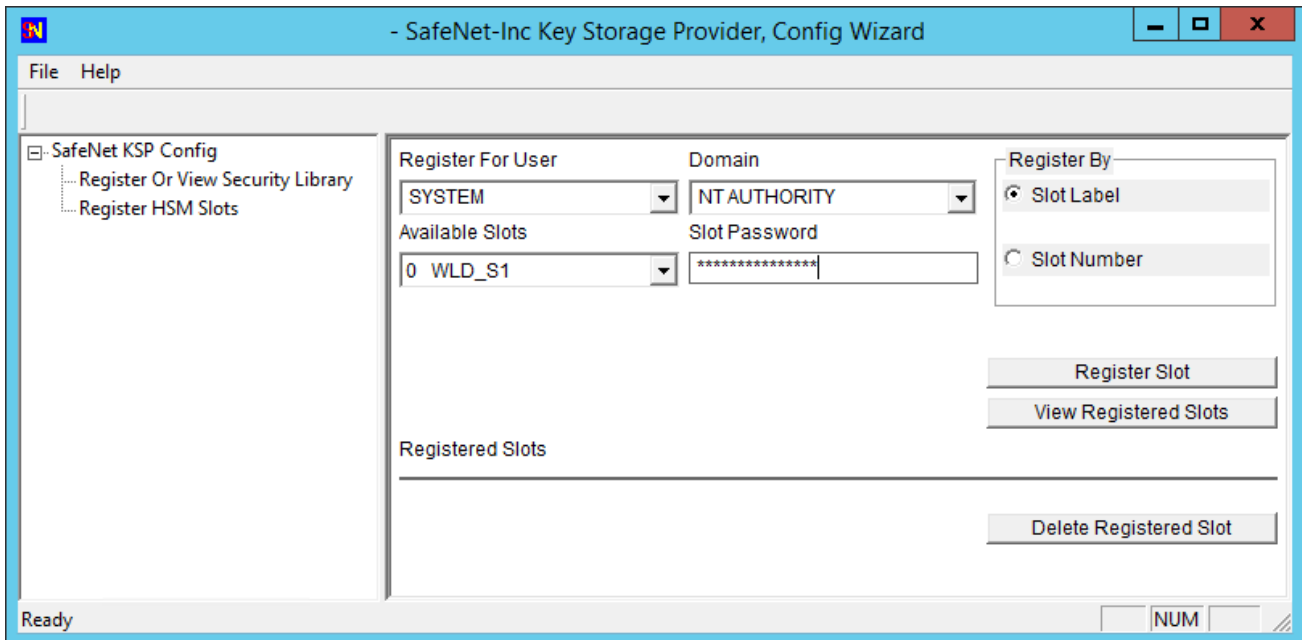 - SafeNet-Inc Key Storage Provider, Config Wizard
File Help
SafeNet KSP Config
Register Or View Security Library
Register HSM Slots
Register For User Domain
SYSTEM NT AUTHORITY
Available Slots Slot Password
0 WLD_S1 ***************
Register By
Slot Label
Slot Number
Register Slot
View Registered Slots
Registered Slots
Delete Registered Slot
Ready NUM